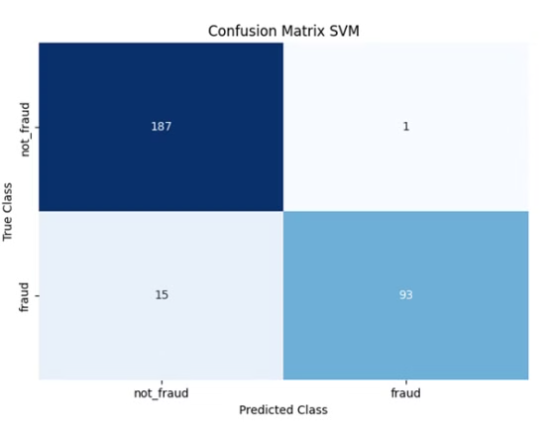 Confusion Matrix SVM
True Class
not_fraud
187
1
fraud
15
93
not_fraud
fraud
Predicted Class